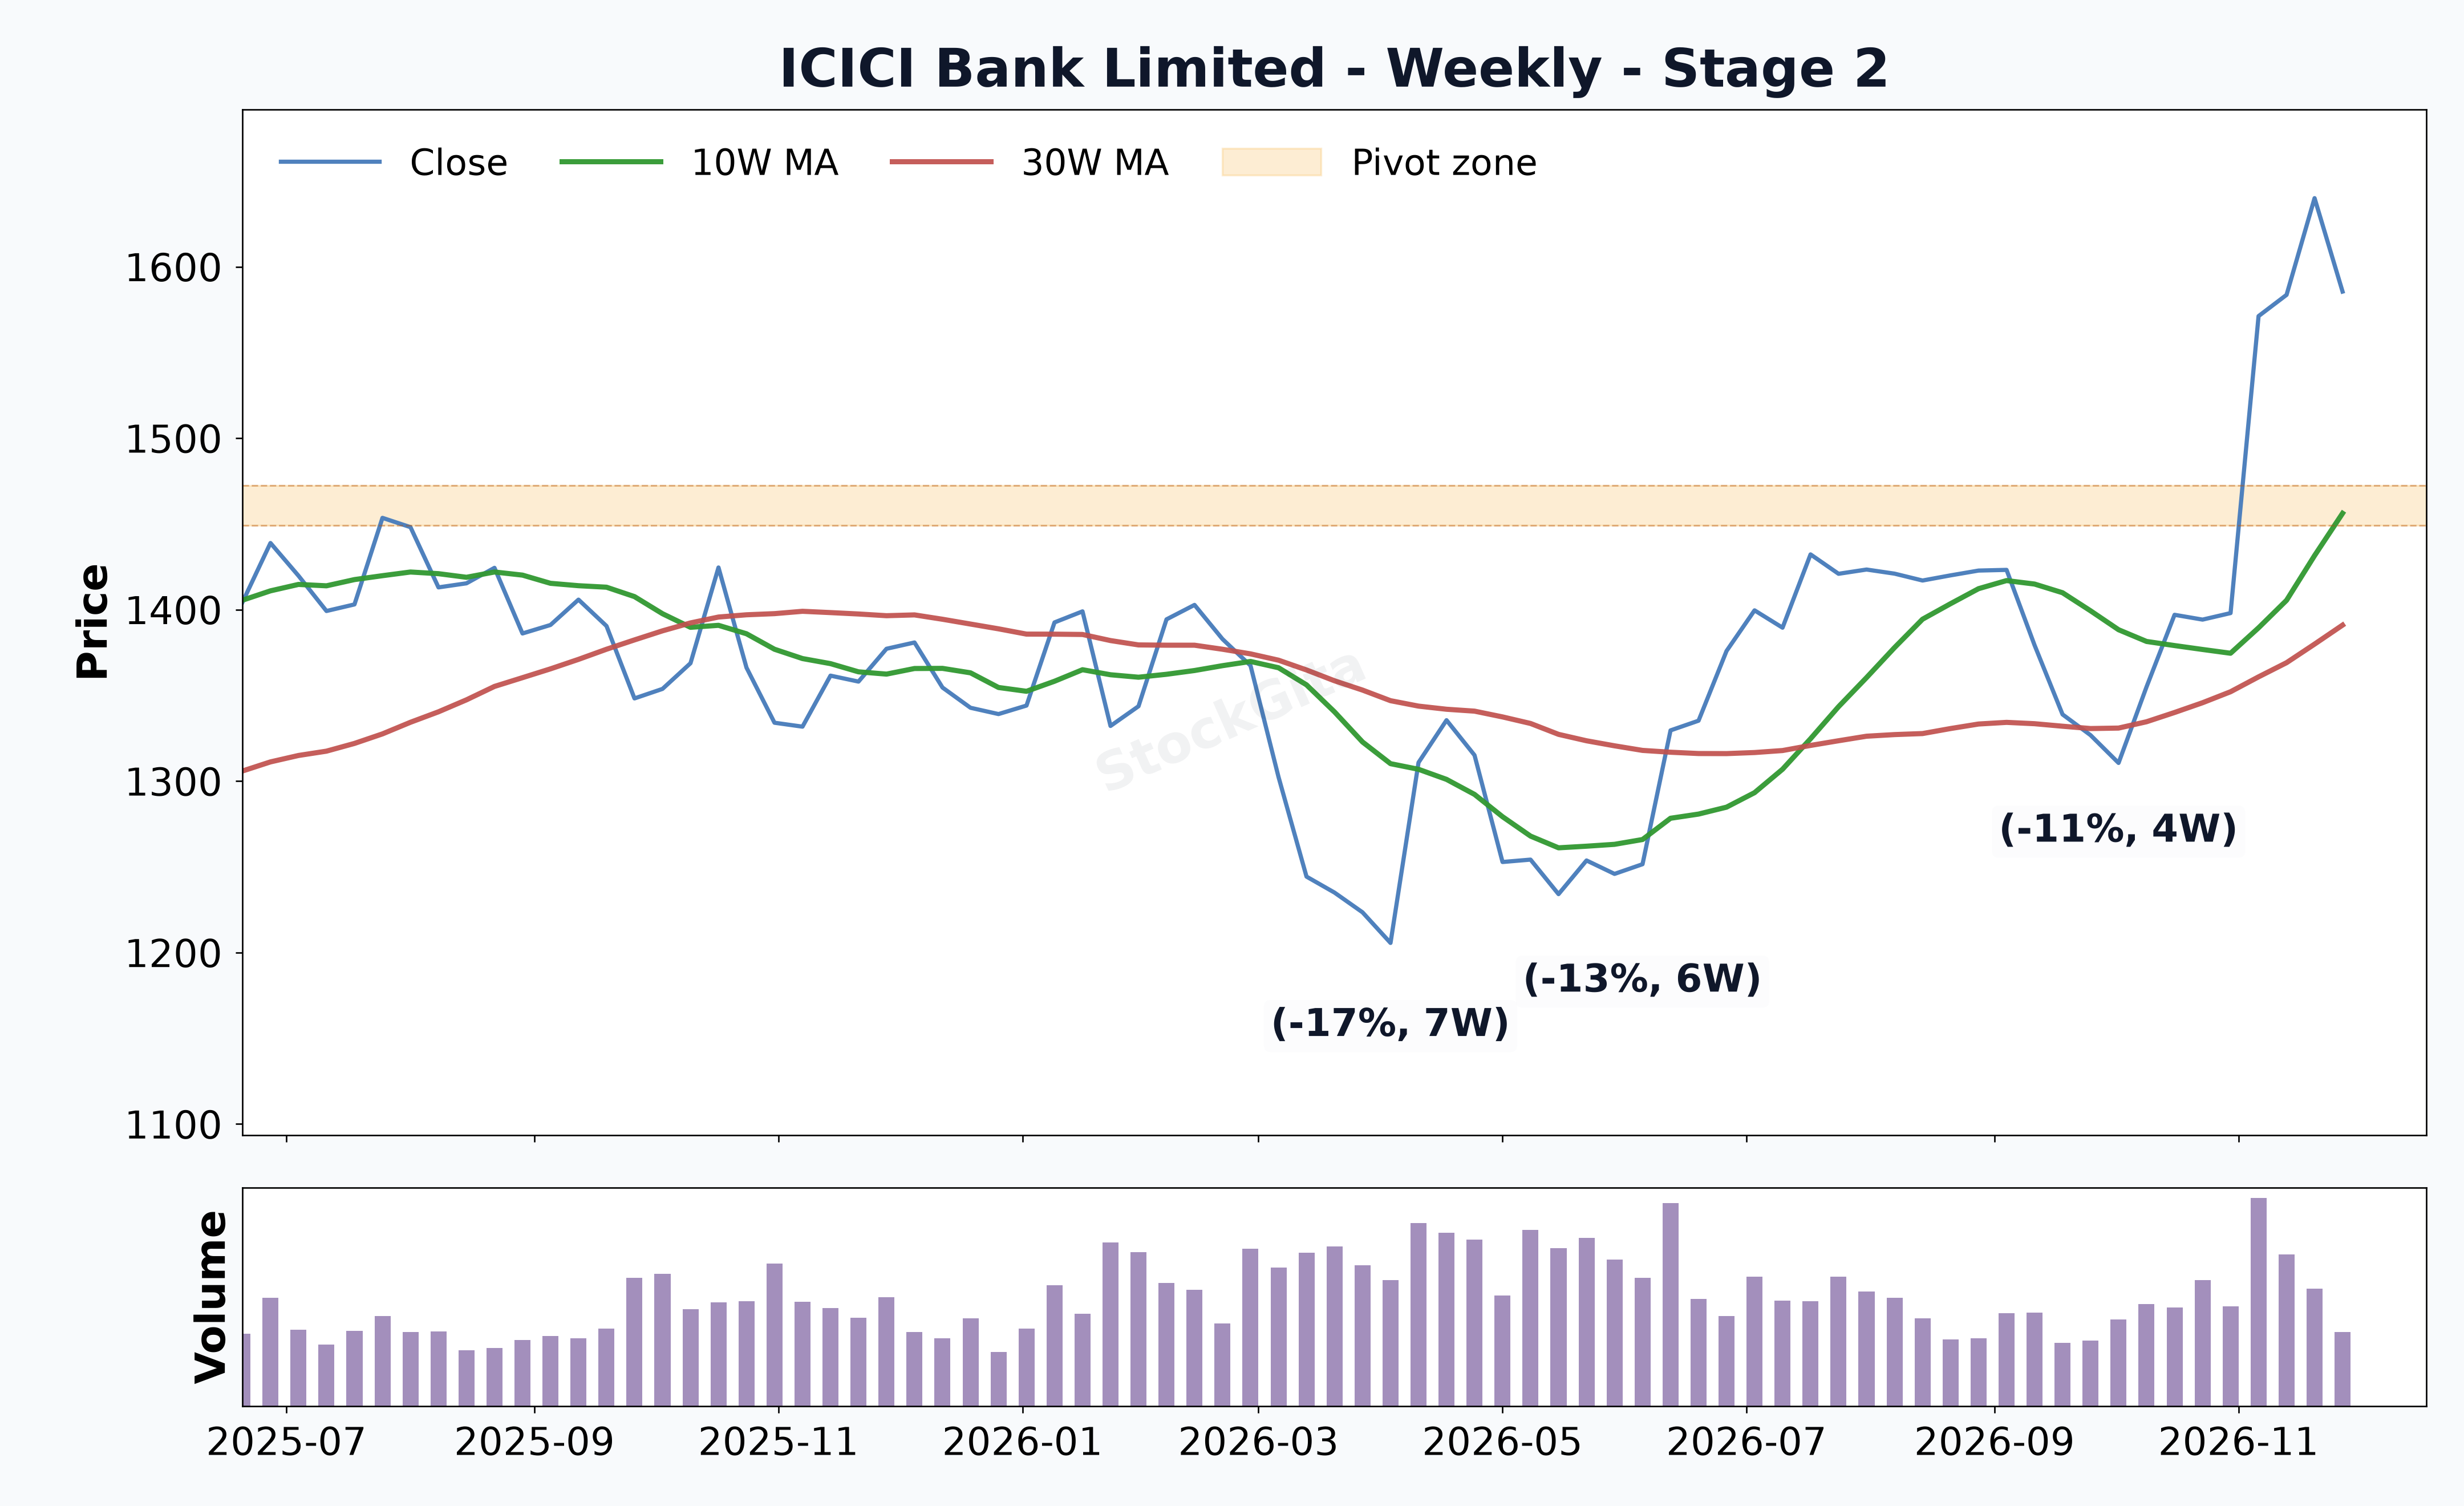 ICICI Bank Limited - Weekly - Stage 2
Close 10W MA 30W MA Pivot zone
Price
1600
1500
1400
1300
1200
1100
StockGita
(-11%, 4W)
(-13%, 6W)
(-17%, 7W)
Volume
2025-07 2025-09 2025-11 2026-01 2026-03 2026-05 2026-07 2026-09 2026-11